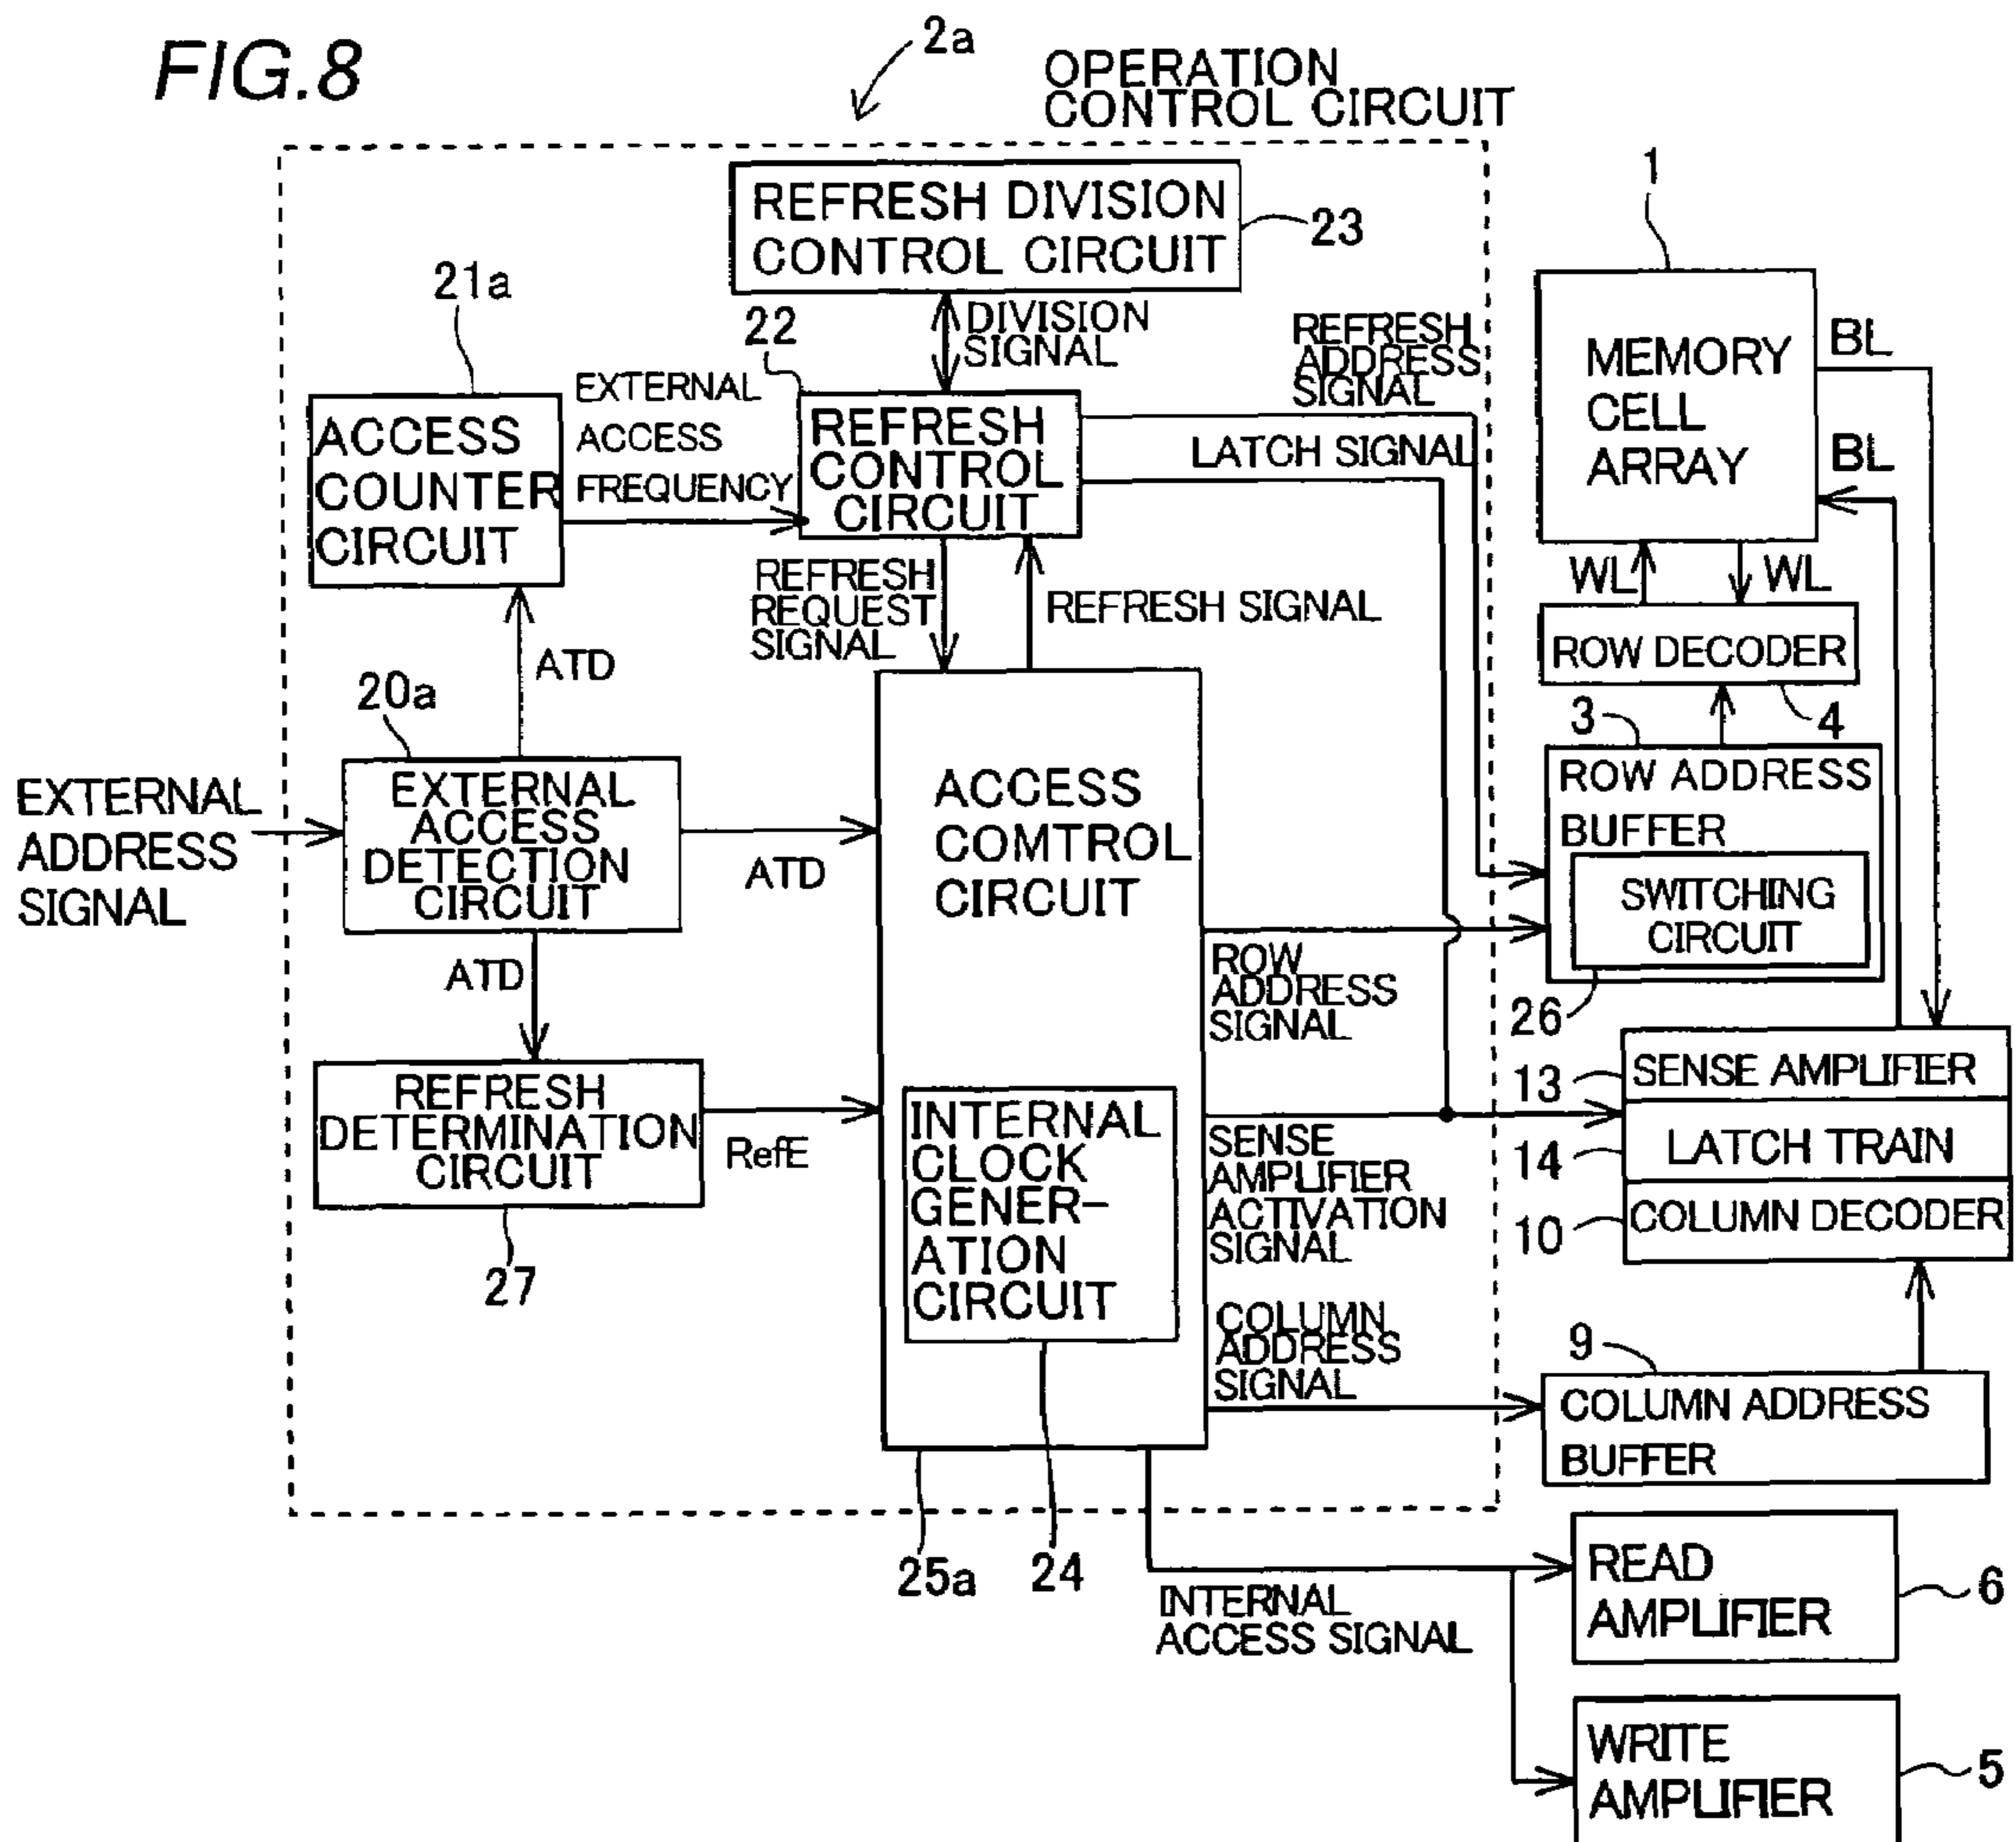 FIG.8
2a
OPERATION
CONTROL CIRCUIT
REFRESH DIVISION
CONTROL CIRCUIT
23
1
21a
22
DIVISION
SIGNAL
REFRESH
ADDRESS
SIGNAL
MEMORY
CELL
ARRAY
BL
BL
EXTERNAL
ACCESS
FREQUENCY
ACCESS
COUNTER
CIRCUIT
REFRESH
CONTROL
CIRCUIT
LATCH SIGNAL
WL
WL
REFRESH
REQUEST
SIGNAL
REFRESH SIGNAL
ROW DECODER
4
ATD
20a
3
EXTERNAL
ADDRESS
SIGNAL
EXTERNAL
ACCESS
DETECTION
CIRCUIT
ATD
ACCESS
COMTROL
CIRCUIT
ROW ADDRESS
BUFFER
SWITCHING
CIRCUIT
26
ATD
ROW
ADDRESS
SIGNAL
REFRESH
DETERMINATION
CIRCUIT
27
RefE
INTERNAL
CLOCK
GENER-
ATION
CIRCUIT
SENSE
AMPLIFIER
ACTIVATION
SIGNAL
13
SENSE AMPLIFIER
14
LATCH TRAIN
10
COLUMN DECODER
COLUMN
ADDRESS
SIGNAL
9
COLUMN ADDRESS
BUFFER
25a
24
INTERNAL
ACCESS SIGNAL
READ
AMPLIFIER
6
WRITE
AMPLIFIER
5